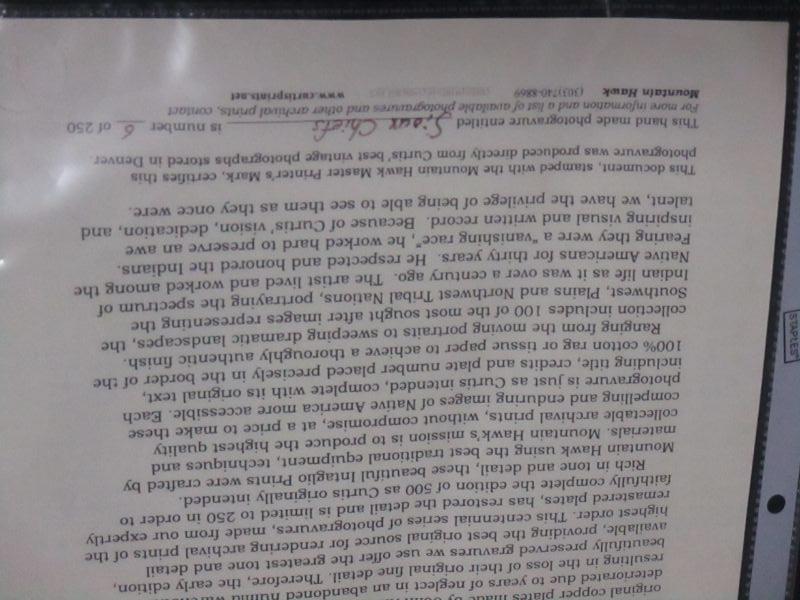 original copper plates made by
deteriorated due to years of neglect in an abandoned humid
resulting in the loss of their original fine detail. Therefore, the early edition,
beautifully preserved gravures we use offer the greatest tone and detail
available, providing the best original source for rendering archival prints of the
highest order. This centennial series of photogravures, made from our expertly
remastered plates, has restored the detail and is limited to 250 in order to
faithfully complete the edition of 500 as Curtis originally intended.
Rich in tone and detail, these beautiful Intaglio Prints were crafted by
Mountain Hawk using the best traditional equipment, techniques and
materials. Mountain Hawk's mission is to produce the highest quality
collectable archival prints, without compromise, at a price to make these
compelling and enduring images of Native America more accessible. Each
photogravure is just as Curtis intended, complete with its original text,
including title, credits and plate number placed precisely in the border of the
100% cotton rag or tissue paper to achieve a thoroughly authentic finish.
Ranging from the moving portraits to sweeping dramatic landscapes, the
collection includes 100 of the most sought after images representing the
Southwest, Plains and Northwest Tribal Nations, portraying the spectrum of
Indian life as it was over a century ago. The artist lived and worked among the
Native Americans for thirty years. He respected and honored the Indians.
Fearing they were a "vanishing race", he worked hard to preserve an awe
inspiring visual and written record. Because of Curtis' vision, dedication, and
talent, we have the privilege of being able to see them as they once were.
This document, stamped with the Mountain Hawk Master Printer's Mark, certifies this
photogravure was produced directly from Curtis' best vintage photographs stored in Denver.
This hand made photogravure entitled Sioux Chiefs is number 6 of 250
For more information and a list of available photogravures and other archival prints, contact
Mountain Hawk (303)740-8869 www.curtisprints.net
STAPLES